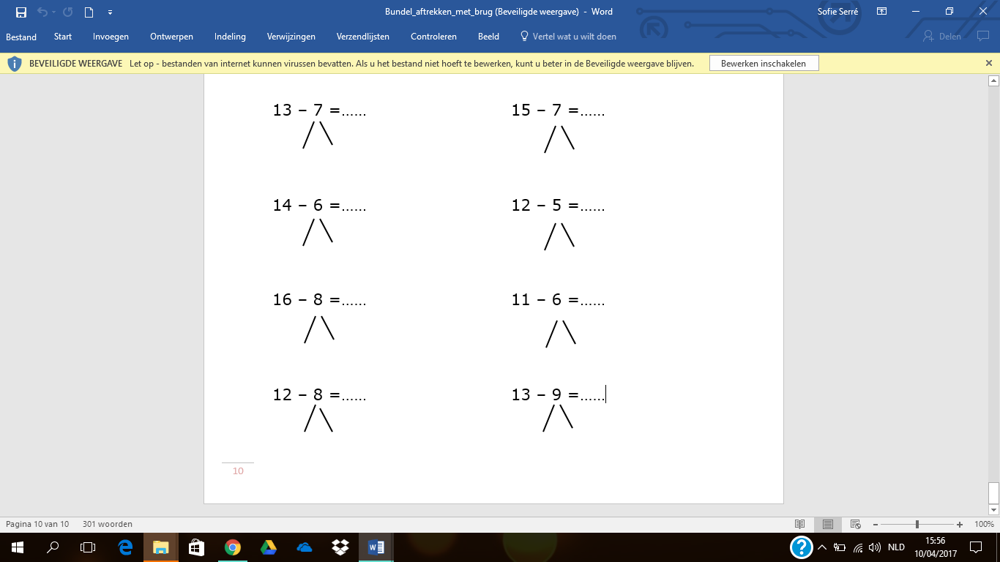 Bundel_aftrekken_met_brug (Beveiligde weergave) - Word
Sofie Serré
Bestand Start Invoegen Ontwerpen Indeling Verwijzingen Verzendlijsten Controleren Beeld Vertel wat u wilt doen Delen
BEVEILIGDE WEERGAVE Let op - bestanden van internet kunnen virussen bevatten. Als u het bestand niet hoeft te bewerken, kunt u beter in de Beveiligde weergave blijven. Bewerken inschakelen
13 – 7 =...... 15 – 7 =......
14 – 6 =...... 12 – 5 =......
16 – 8 =...... 11 – 6 =......
12 – 8 =...... 13 – 9 =......
10
Pagina 10 van 10 301 woorden 100%
NLD 15:56
10/04/2017